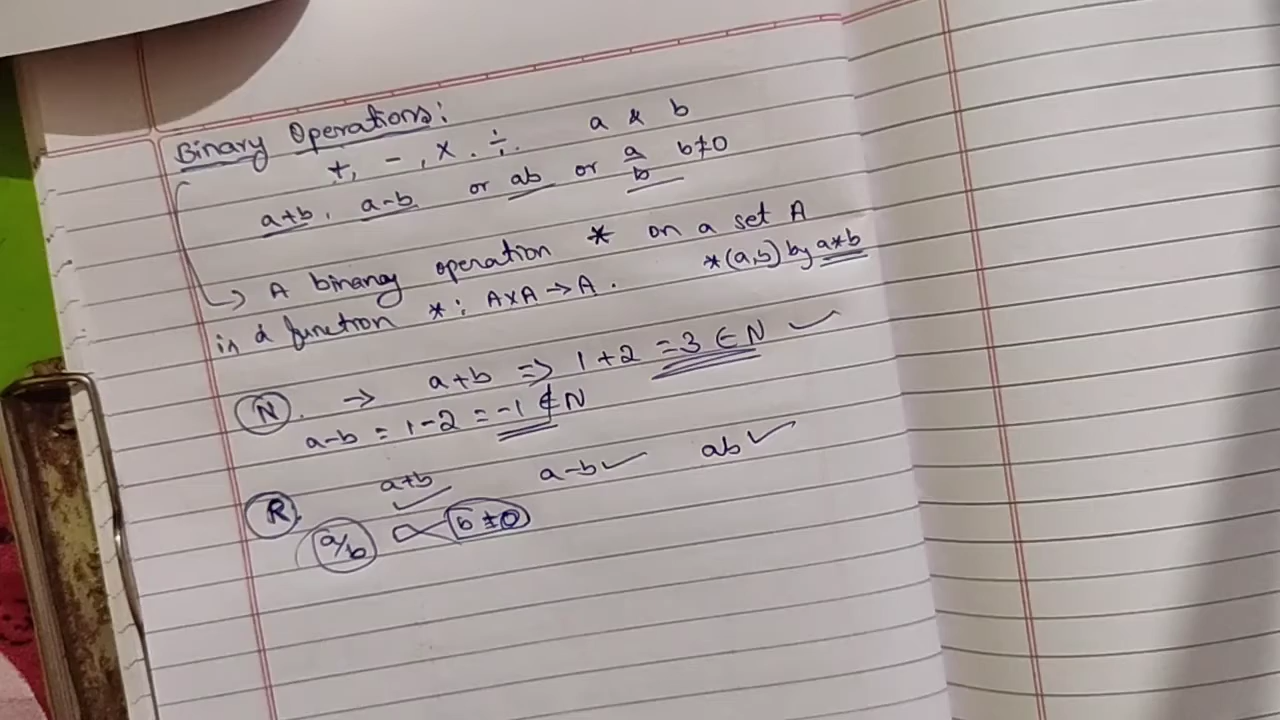 Binary Operations:
+, -, x. ÷. a & b
a+b, a-b or ab or a/b b≠0
→ A binary operation * on a set A
is a function *: AxA → A. *(a,b) by a*b
N. → a+b => 1+2 = 3 ∈ N ✓
a-b = 1-2 = -1 ∉ N
R. a+b ✓ a-b ✓ ab ✓
a/b ∝ b≠0